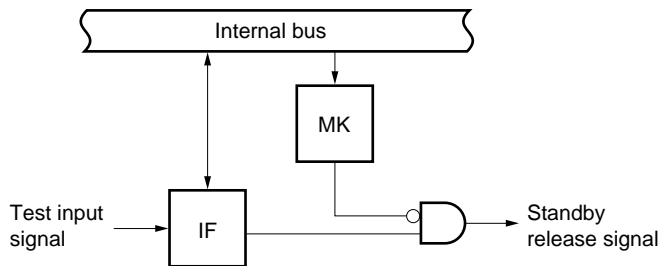 Internal bus
MK
Test input
signal
IF
Standby
release signal